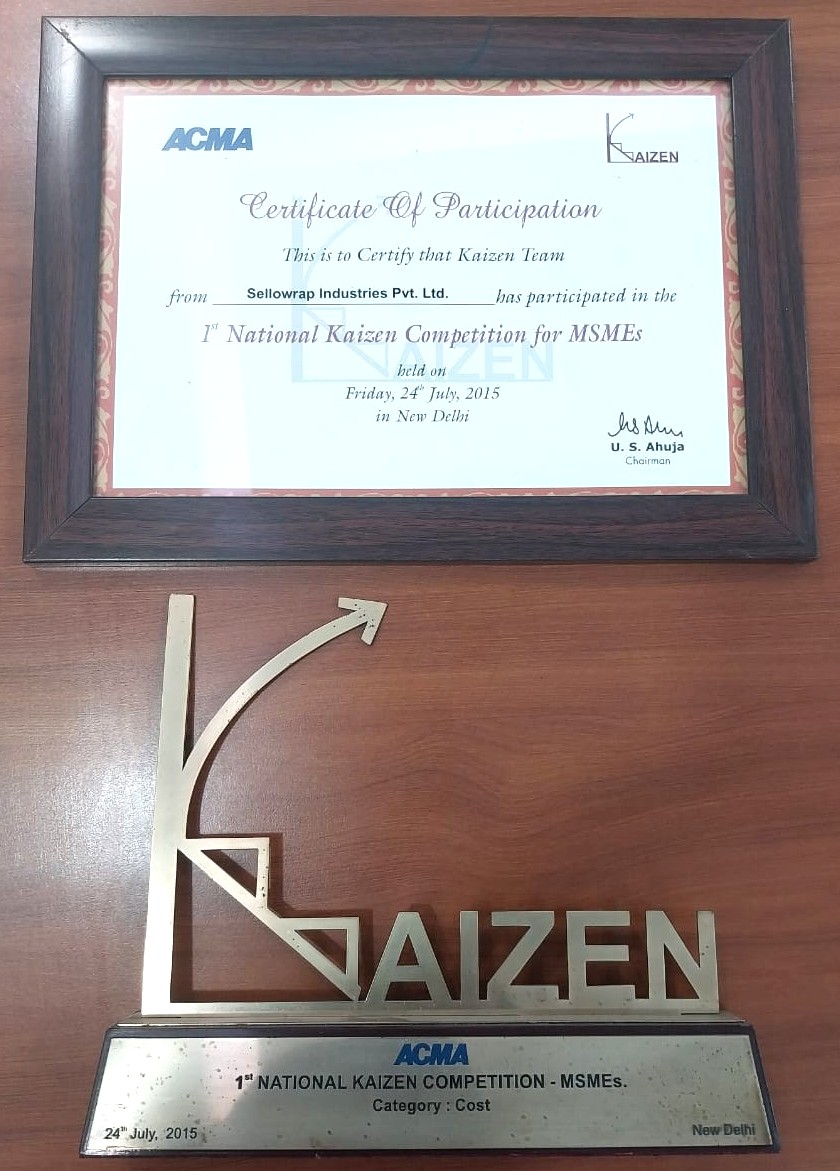 ACMA
KAIZEN
Certificate Of Participation
This is to Certify that Kaizen Team
from Sellowrap Industries Pvt. Ltd. has participated in the
1st National Kaizen Competition for MSMEs
KAIZEN
held on
Friday, 24th July, 2015
in New Delhi
U. S. Ahuja
Chairman
KAIZEN
ACMA
1st NATIONAL KAIZEN COMPETITION - MSMEs.
Category : Cost
24th July, 2015
New Delhi